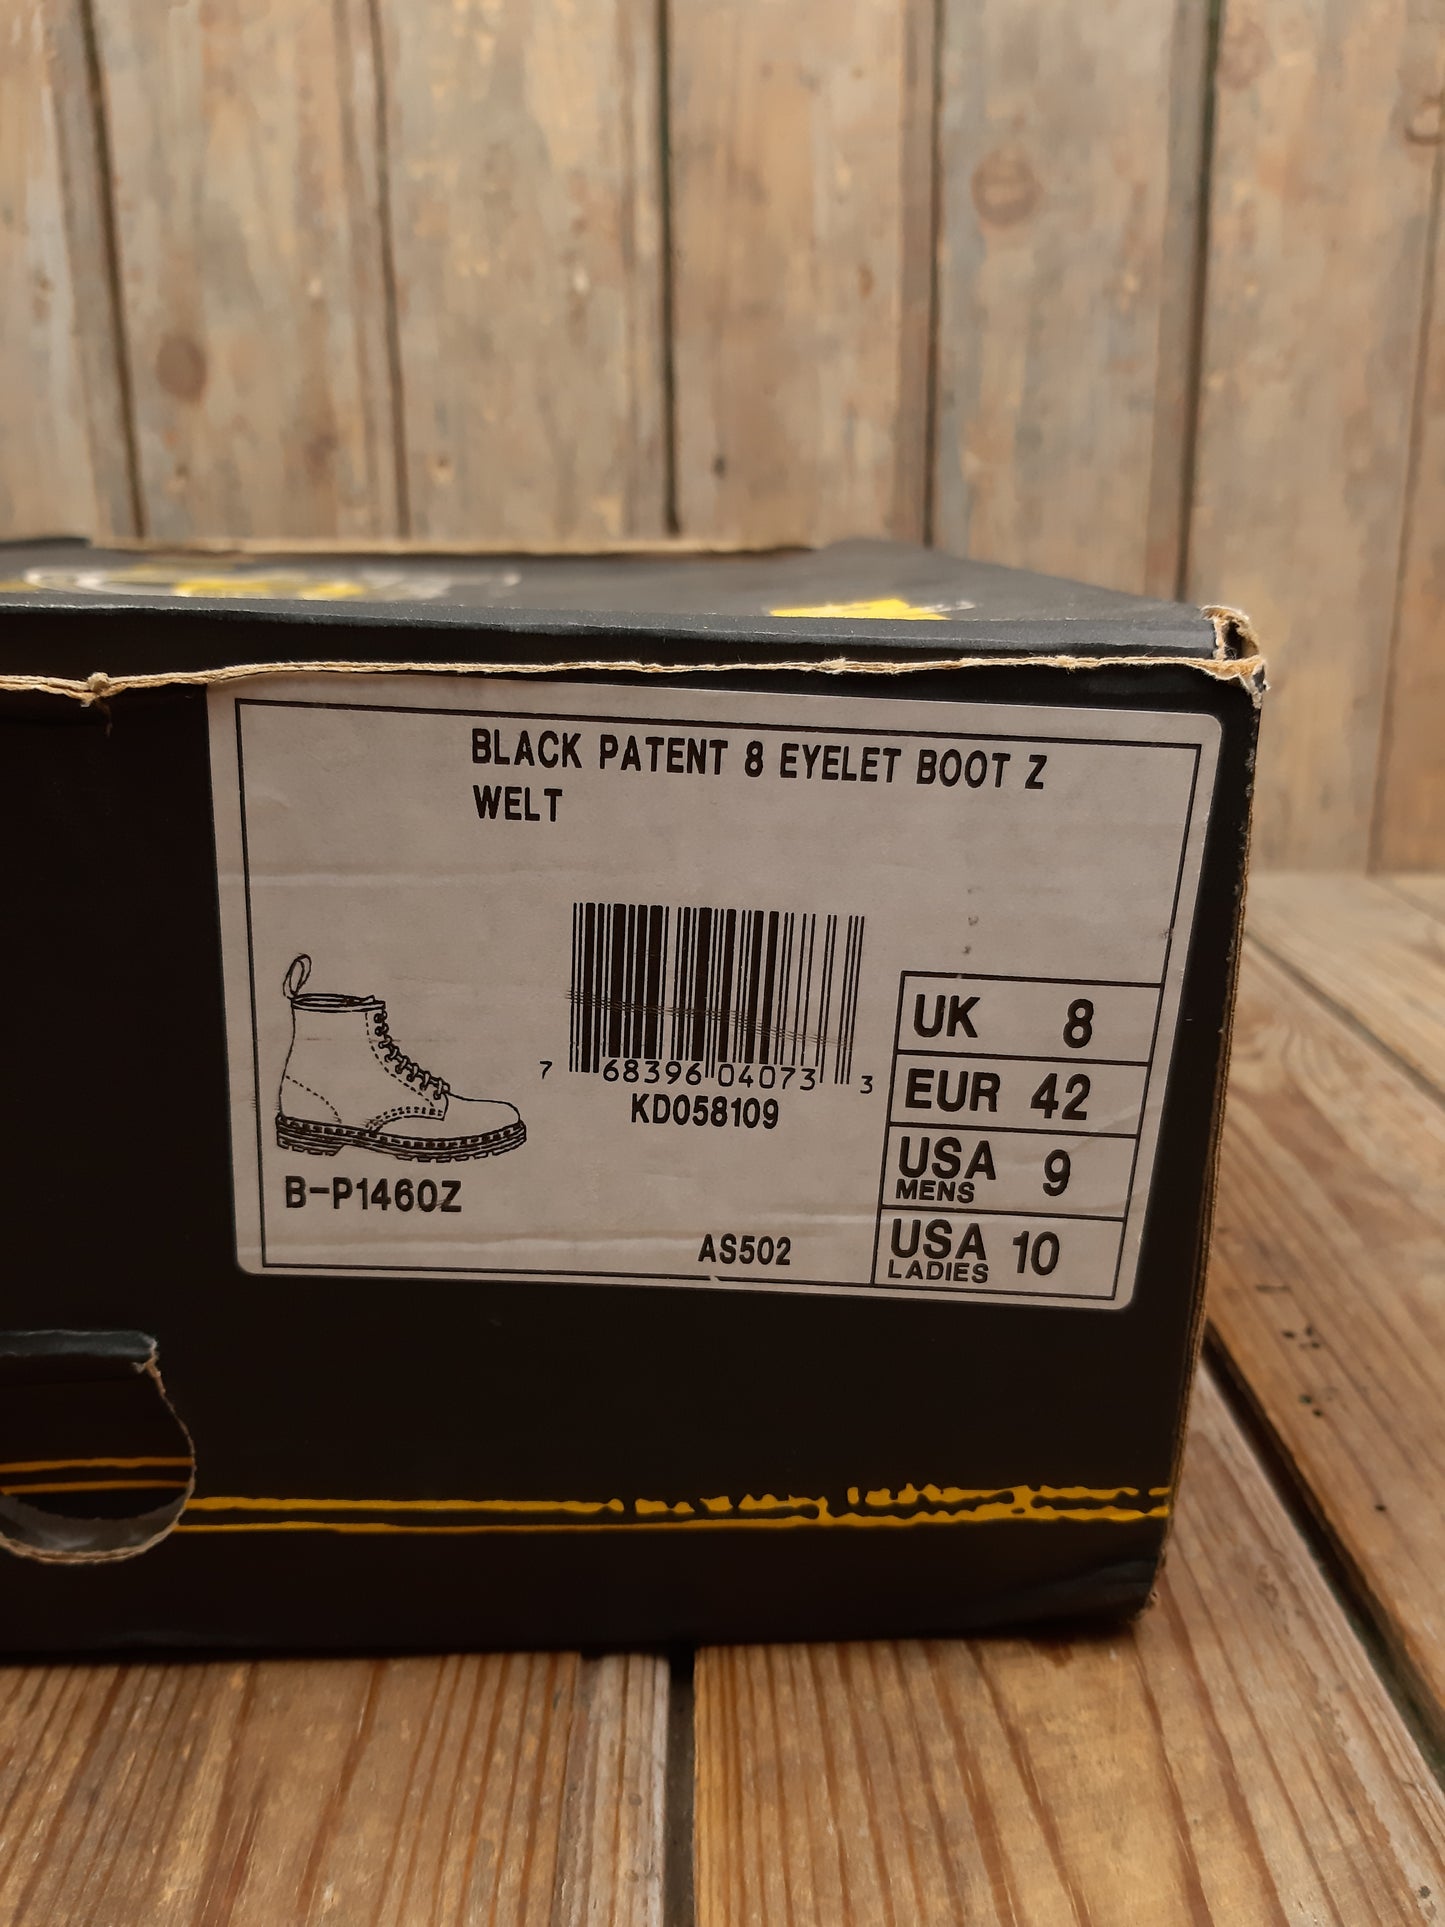 BLACK PATENT 8 EYELET BOOT Z
WELT
7 68396 04073 3
KD058109
B-P1460Z
AS502
UK 8
EUR 42
USA MENS 9
USA LADIES 10